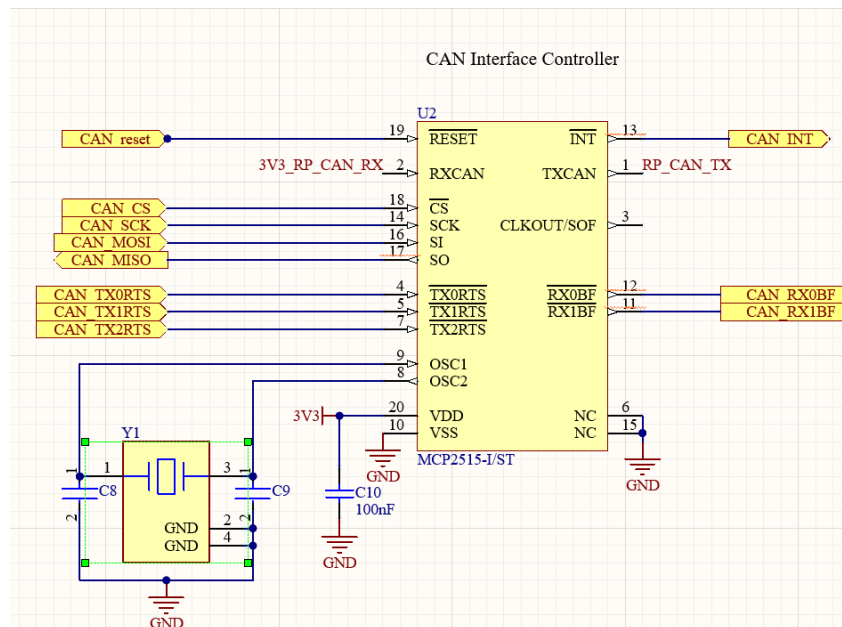 CAN Interface Controller
U2
CAN_reset 19 RESET INT 13 CAN_INT
3V3_RP_CAN_RX 2 RXCAN TXCAN 1 RP_CAN_TX
CAN_CS 18 CS
CAN_SCK 14 SCK CLKOUT/SOF 3
CAN_MOSI 16 SI
CAN_MISO 17 SO
CAN_TX0RTS 4 TX0RTS RX0BF 12 CAN_RX0BF
CAN_TX1RTS 5 TX1RTS RX1BF 11 CAN_RX1BF
CAN_TX2RTS 7 TX2RTS
9 OSC1
8 OSC2
3V3 20 VDD NC 6
10 VSS NC 15
MCP2515-I/ST
GND
GND
Y1
1 1 3 1
C8 C9
2 2
GND 2
GND 4
C10
100nF
GND
GND